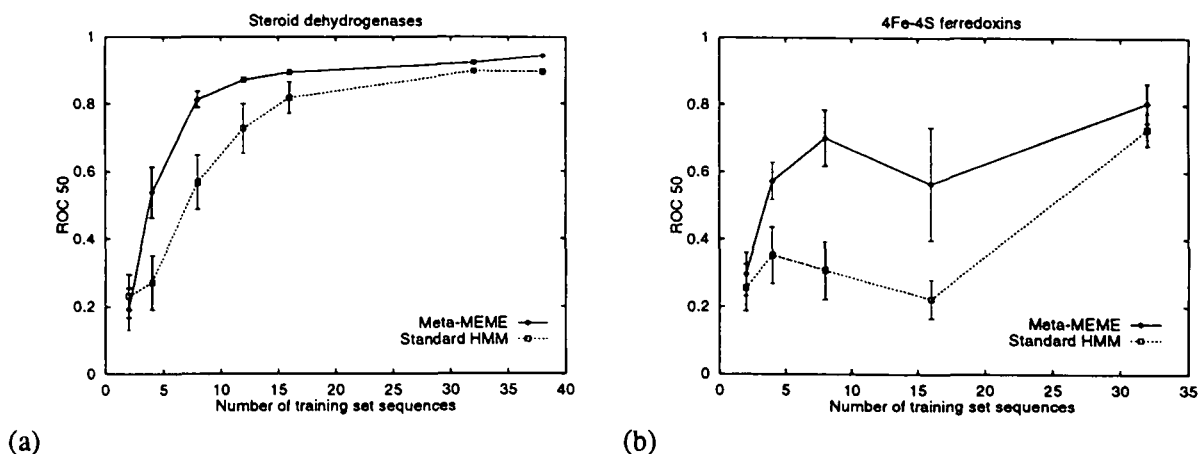 Steroid dehydrogenases
1
0.8
0.6
0.4
0.2
0
ROC 50
0 5 10 15 20 25 30 35 40
Number of training set sequences
Meta-MEME
Standard HMM
(a)
4Fe-4S ferredoxins
1
0.8
0.6
0.4
0.2
0
ROC 50
0 5 10 15 20 25 30 35
Number of training set sequences
Meta-MEME
Standard HMM
(b)